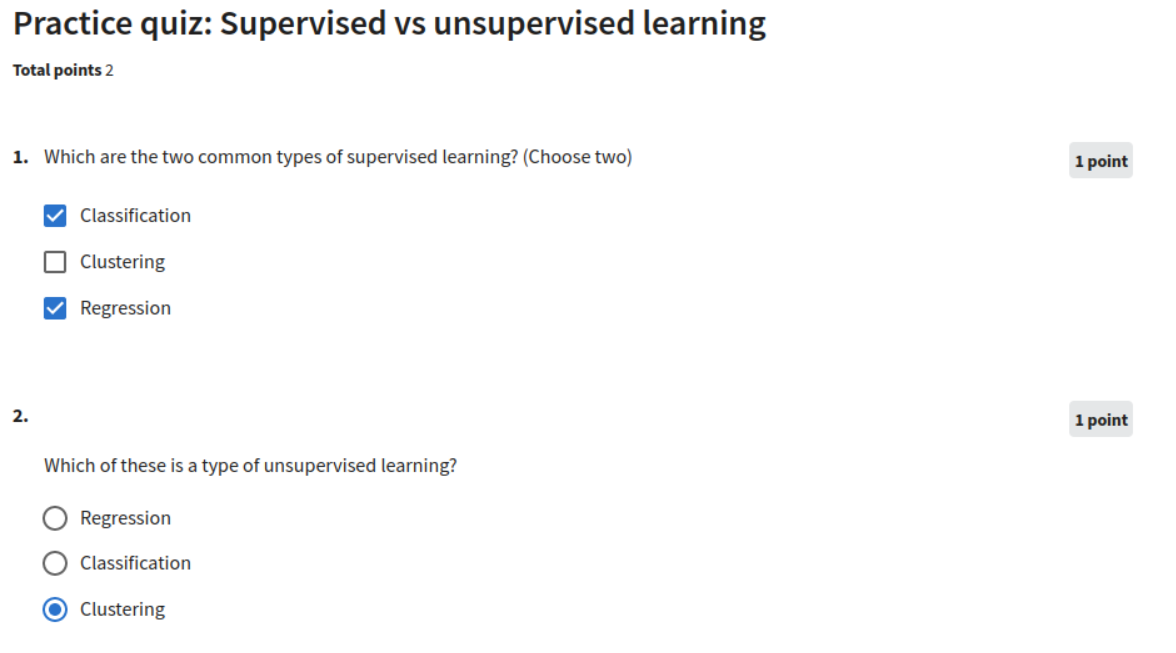 Practice quiz: Supervised vs unsupervised learning
Total points 2
1. Which are the two common types of supervised learning? (Choose two)
1 point
Classification
Clustering
Regression
2.
1 point
Which of these is a type of unsupervised learning?
Regression
Classification
Clustering